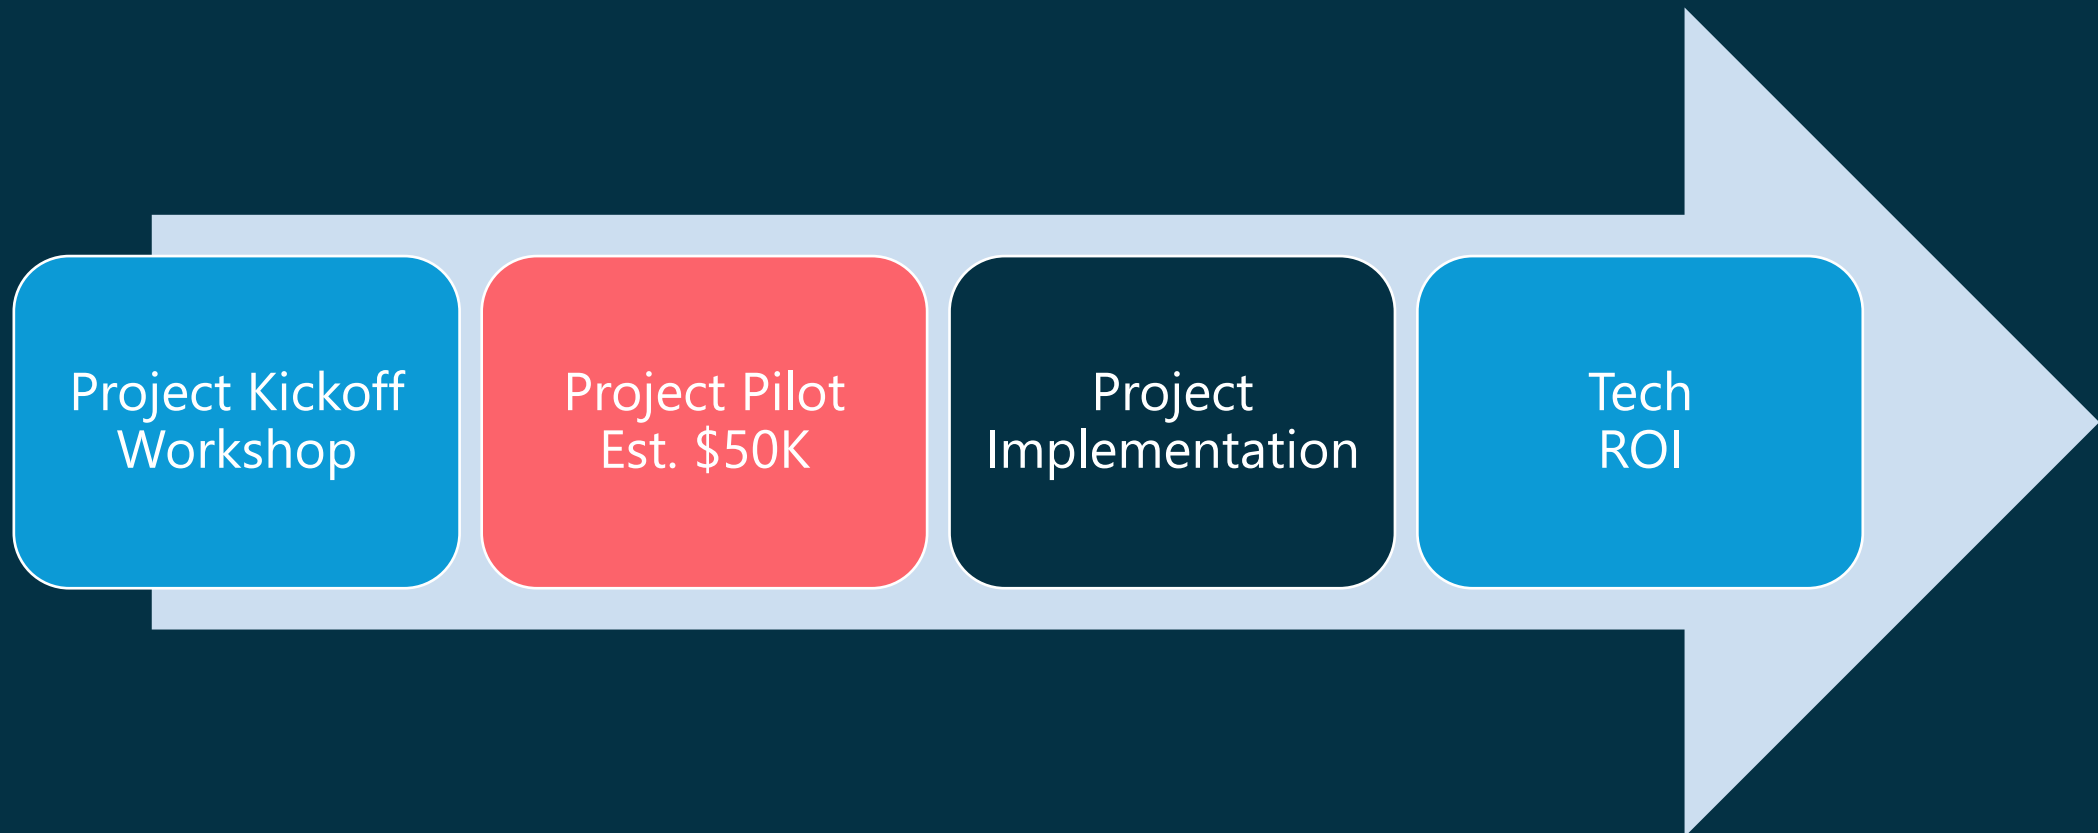 Project Kickoff
Workshop
Project Pilot
Est. $50K
Project
Implementation
Tech
ROI